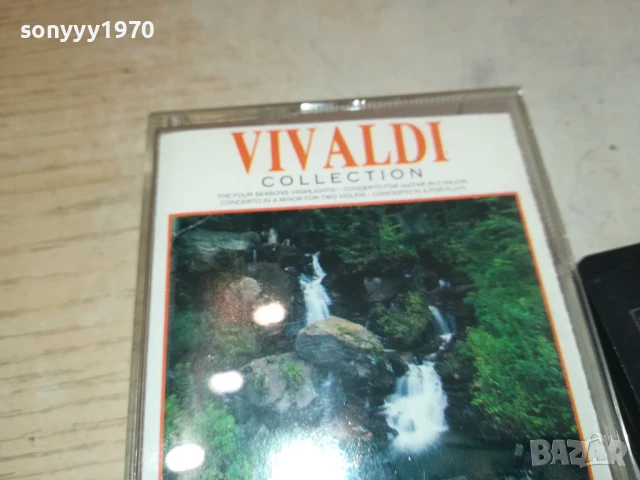 sonyyy1970
VIVALDI
COLLECTION
THE FOUR SEASONS (HIGHLIGHTS) / CONCERTO FOR GUITAR IN D MAJOR
CONCERTO IN A MINOR FOR TWO VIOLINS / CONCERTO IN A FOR FLUTE
BAZAR